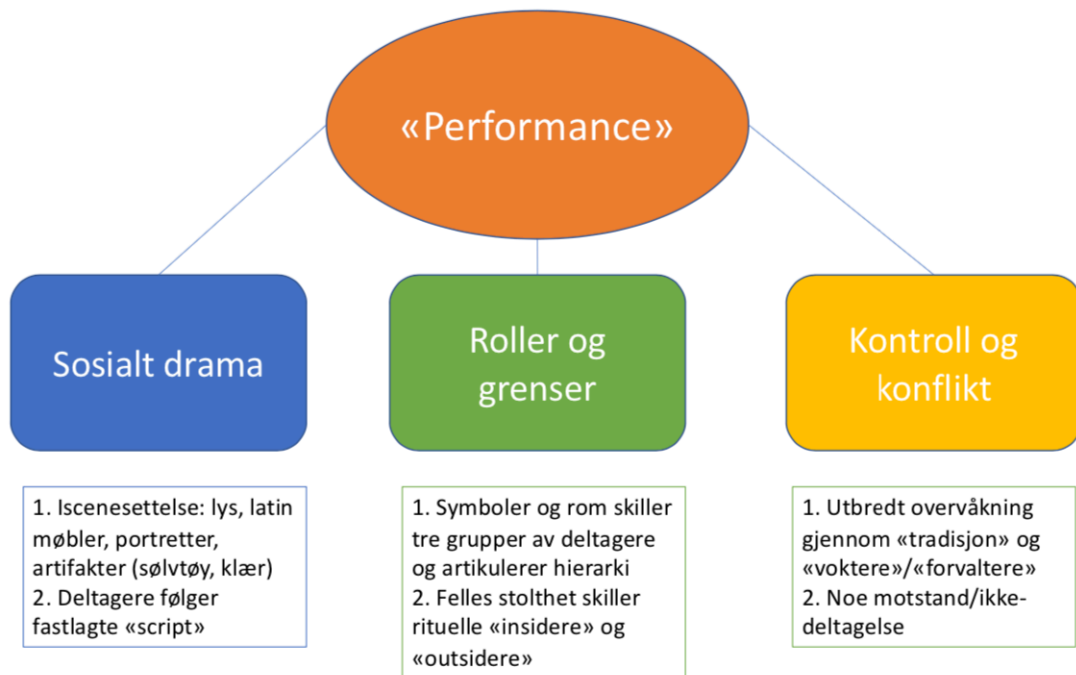 «Performance»
Sosialt drama
Roller og
grenser
Kontroll og
konflikt
1. Iscenesettelse: lys, latin
møbler, portretter,
artifakter (sølvtøy, klær)
2. Deltagere følger
fastlagte «script»
1. Symboler og rom skiller
tre grupper av deltagere
og artikulerer hierarki
2. Felles stolthet skiller
rituelle «insidere» og
«outsidere»
1. Utbredt overvåkning
gjennom «tradisjon» og
«voktere»/«forvaltere»
2. Noe motstand/ikke-
deltagelse